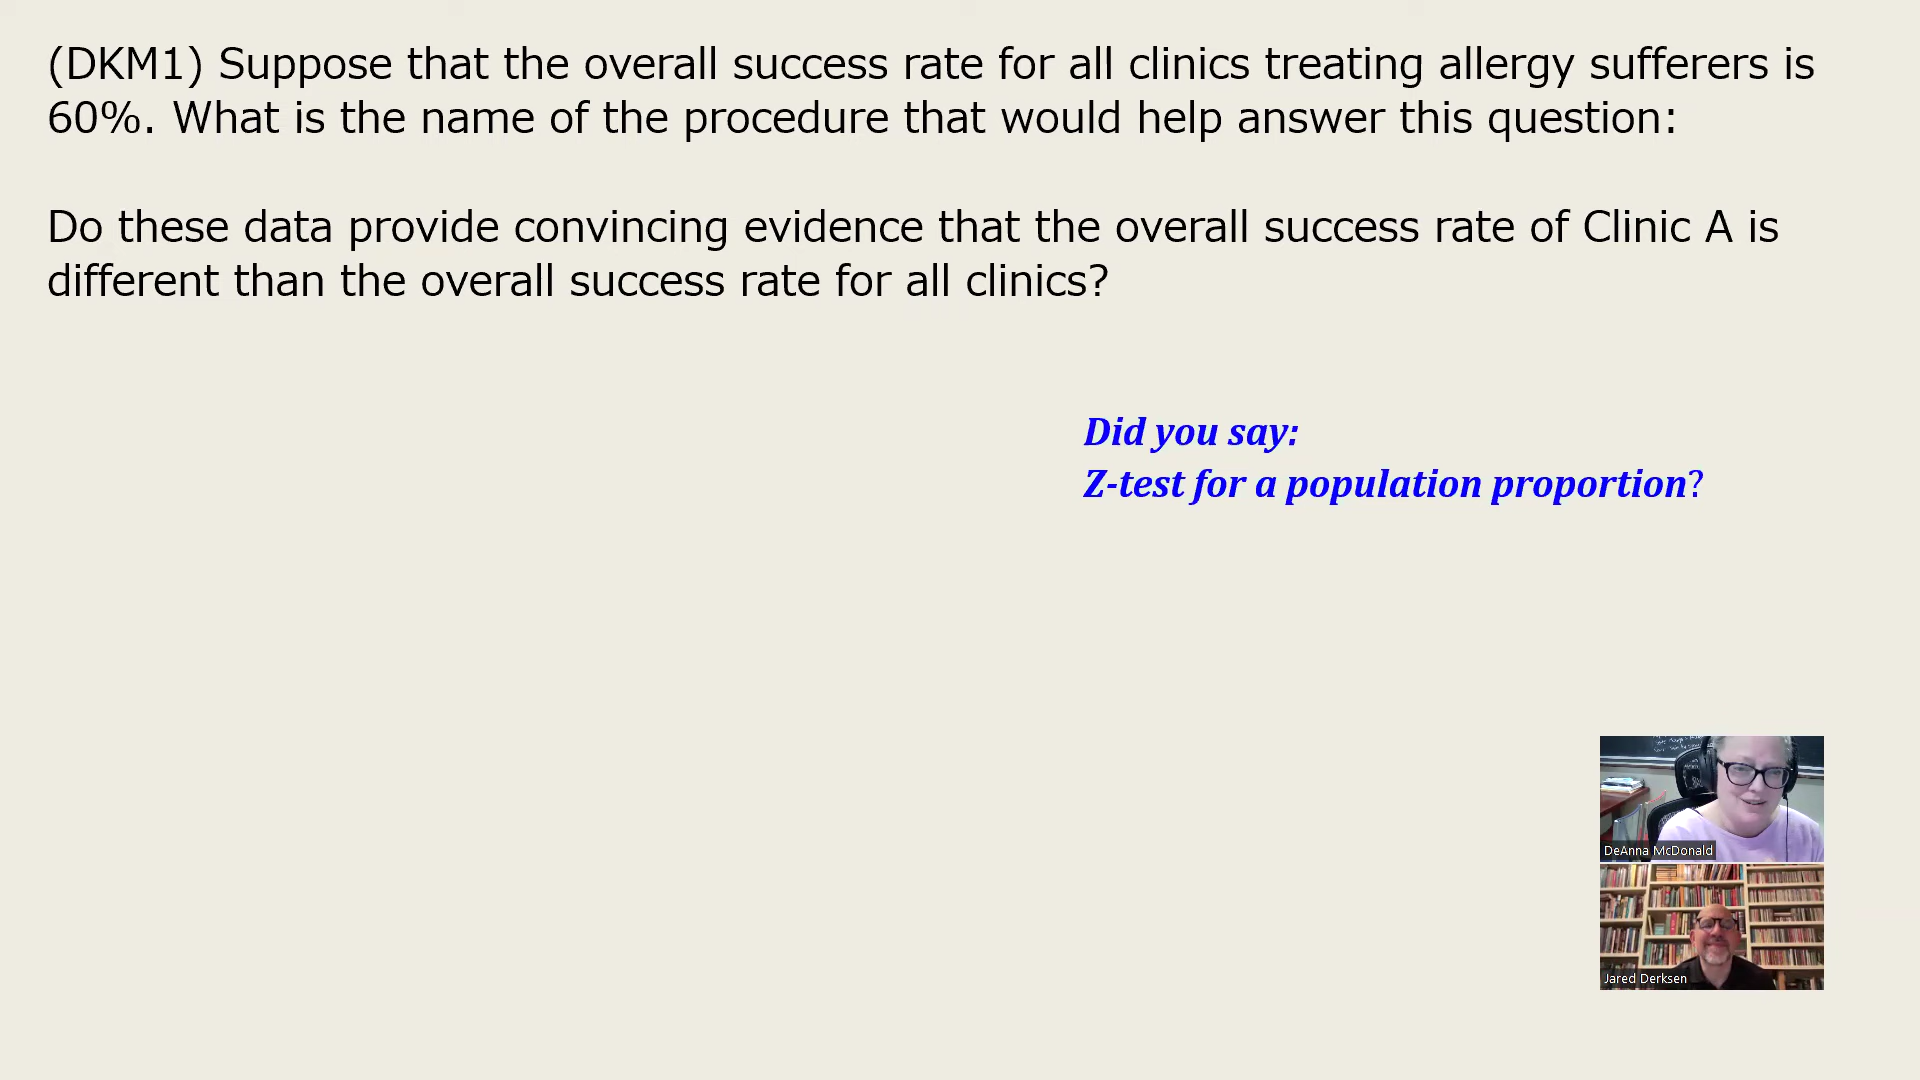 (DKM1) Suppose that the overall success rate for all clinics treating allergy sufferers is
60%. What is the name of the procedure that would help answer this question:
Do these data provide convincing evidence that the overall success rate of Clinic A is
different than the overall success rate for all clinics?
Did you say:
Z-test for a population proportion?
DeAnna McDonald
Jared Derksen